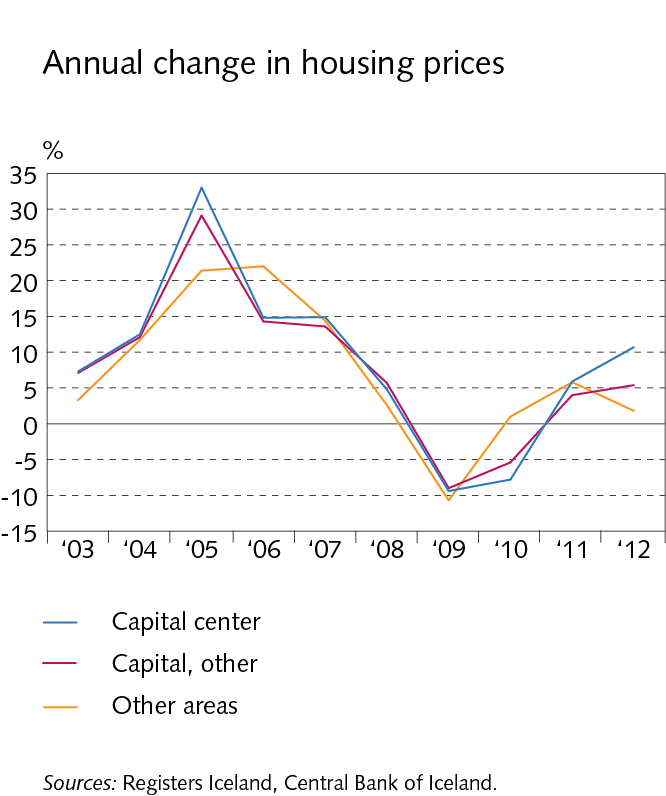 Annual change in housing prices
%
35
30
25
20
15
10
5
0
-5
-10
-15
‘03 ‘04 ‘05 ‘06 ‘07 ‘08 ‘09 ‘10 ‘11 ‘12
Capital center
Capital, other
Other areas
Sources: Registers Iceland, Central Bank of Iceland.